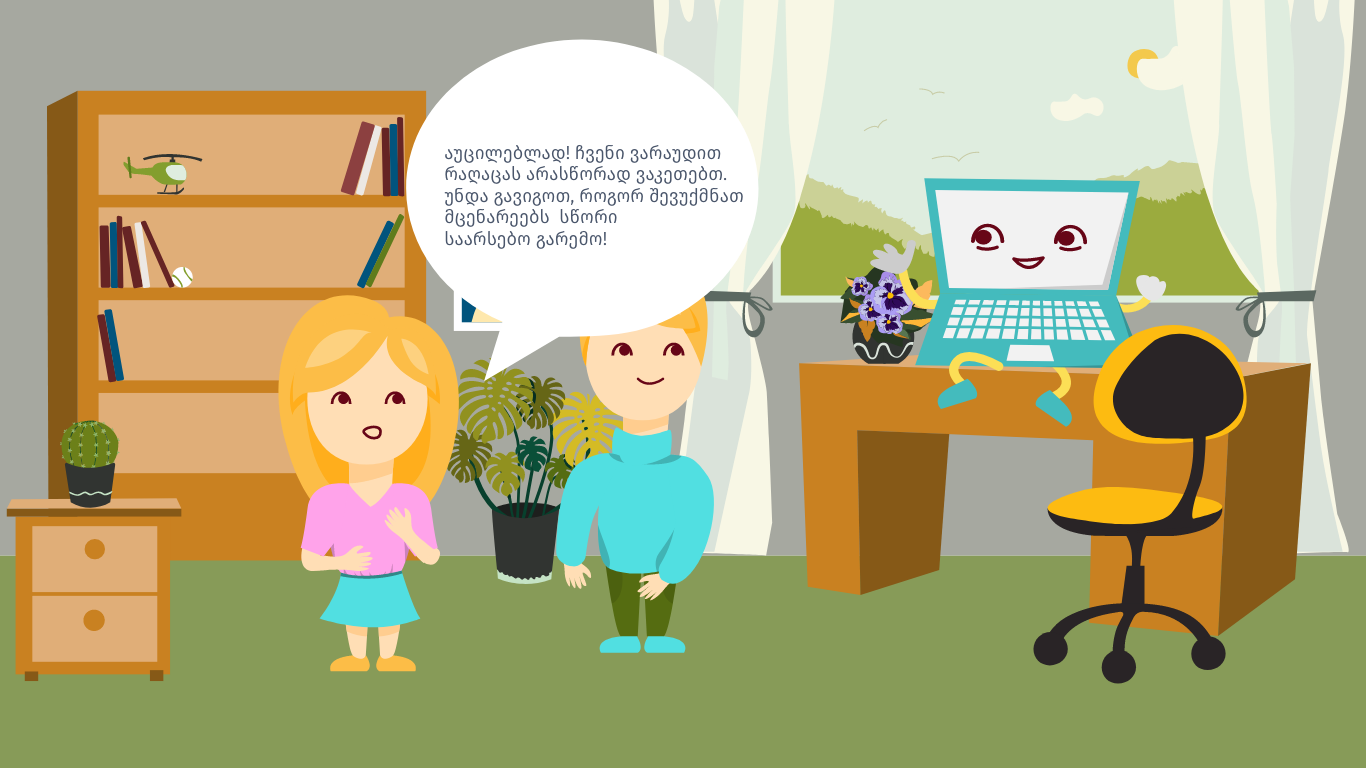 აუცილებლად! ჩვენი ვარაუდით
რაღაცას არასწორად ვაკეთებთ.
უნდა გავიგოთ, როგორ შევუქმნათ
მცენარეებს  სწორი
საარსებო გარემო!